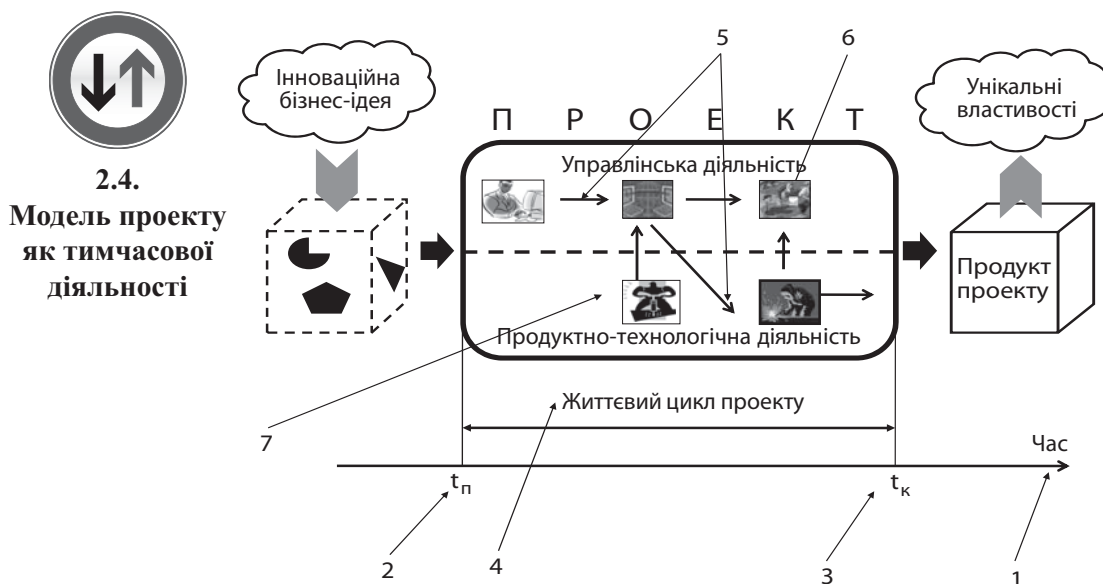 2.4.
Модель проекту
як тимчасової
діяльності
Інноваційна
бізнес-ідея
5
6
Унікальні
властивості
П Р О Е К Т
Управлінська діяльність
Продуктно-технологічна діяльність
Продукт
проекту
7
Життєвий цикл проекту
Час
tп
tк
2
4
3
1